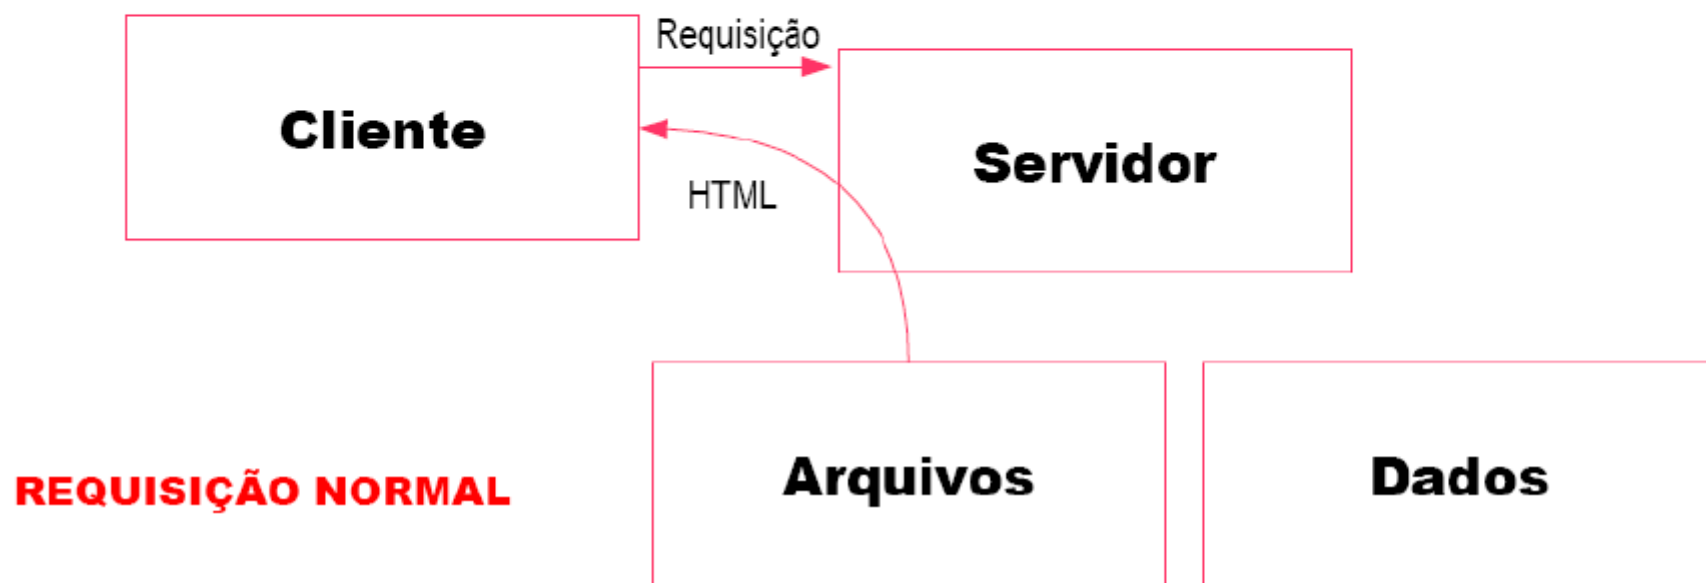 Requisição
Cliente
Servidor
HTML
Arquivos
Dados
REQUISIÇÃO NORMAL